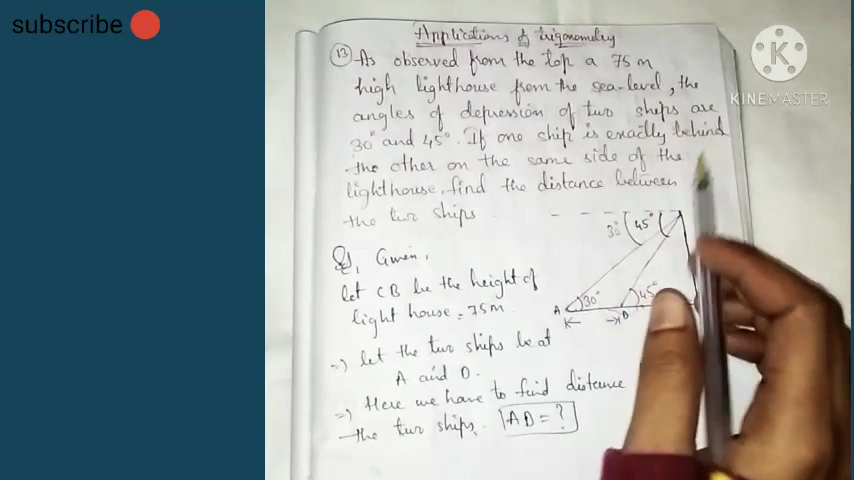 subscribe
KINEMASTER
Applications of trigonometry
13 As observed from the top a 75 m
high lighthouse from the sea-level, the
angles of depression of two ships are
30° and 45°. If one ship is exactly behind
the other on the same side of the
lighthouse, find the distance between
the two ships
30° 45°
Given,
let CB be the height of
light house = 75m.
A 30° D 45°
=) let the two ships be at
A and D.
=) Here we have to find distance
the two ships. AD = ?